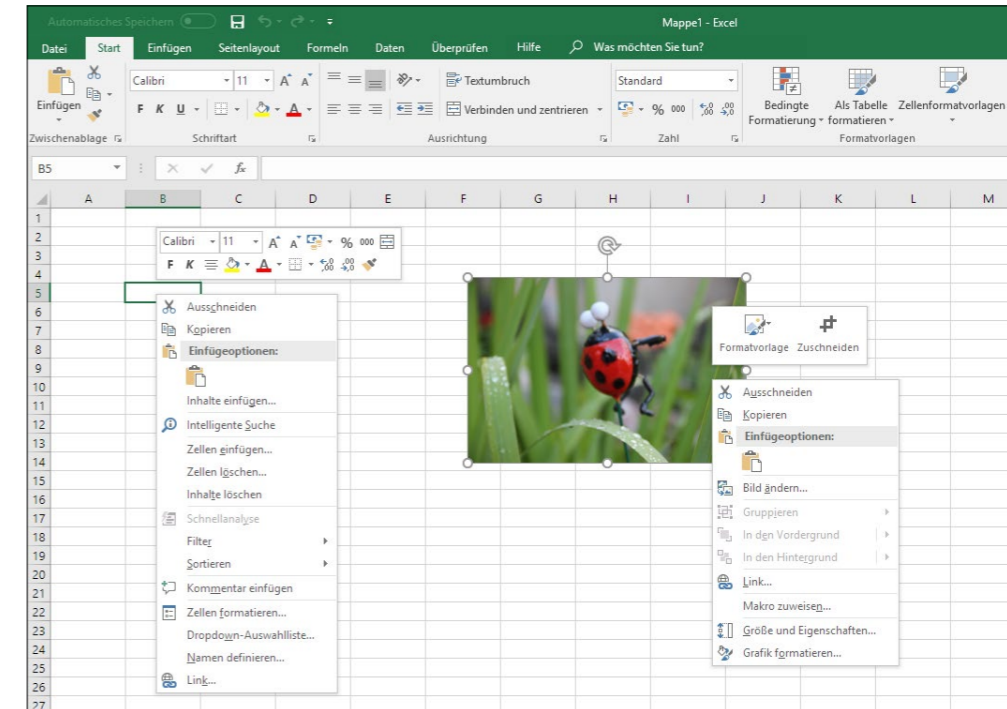 Automatisches Speichern
Mappe1 - Excel
Datei Start Einfügen Seitenlayout Formeln Daten Überprüfen Hilfe Was möchten Sie tun?
Einfügen
Calibri 11 A A
F K U A
Textumbruch
Verbinden und zentrieren
Standard
% 000 ,00 ,00
Bedingte Formatierung
Als Tabelle formatieren
Zellenformatvorlagen
Zwischenablage Schriftart Ausrichtung Zahl Formatvorlagen
B5 fx
A B C D E F G H I J K L M
1
2
3
4
5
6
7
8
9
10
11
12
13
14
15
16
17
18
19
20
21
22
23
24
25
26
27
Calibri 11 A A % 000
F K A ,00 ,00
Ausschneiden
Kopieren
Einfügeoptionen:
Inhalte einfügen...
Intelligente Suche
Zellen einfügen...
Zellen löschen...
Inhalte löschen
Schnellanalyse
Filter
Sortieren
Kommentar einfügen
Zellen formatieren...
Dropdown-Auswahlliste...
Namen definieren...
Link...
Formatvorlage Zuschneiden
Ausschneiden
Kopieren
Einfügeoptionen:
Bild ändern...
Gruppieren
In den Vordergrund
In den Hintergrund
Link...
Makro zuweisen...
Größe und Eigenschaften...
Grafik formatieren...